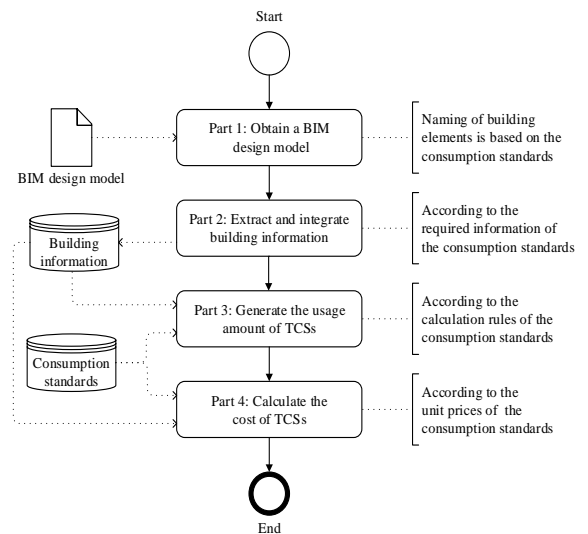 Start
Part 1: Obtain a BIM
design model
Naming of building
elements is based on the
consumption standards
BIM design model
Part 2: Extract and integrate
building information
According to the
required information of
the consumption standards
Building
information
Part 3: Generate the usage
amount of TCSs
According to the
calculation rules of the
consumption standards
Consumption
standards
Part 4: Calculate the
cost of TCSs
According to the
unit prices of the
consumption standards
End